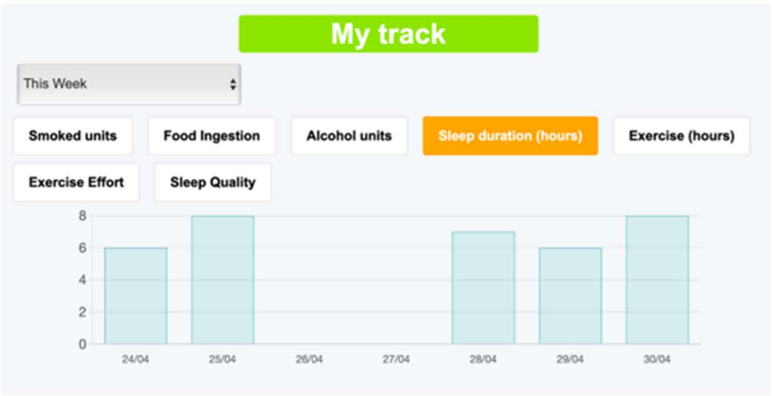 My track
This Week
Smoked units Food Ingestion Alcohol units Sleep duration (hours) Exercise (hours)
Exercise Effort Sleep Quality
8
6
4
2
0
24/04 25/04 26/04 27/04 28/04 29/04 30/04